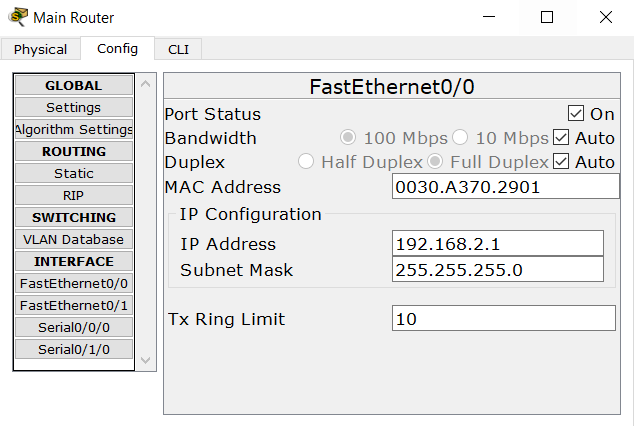 Main Router
Physical Config CLI
GLOBAL
Settings
Algorithm Settings
ROUTING
Static
RIP
SWITCHING
VLAN Database
INTERFACE
FastEthernet0/0
FastEthernet0/1
Serial0/0/0
Serial0/1/0
FastEthernet0/0
Port Status On
Bandwidth 100 Mbps 10 Mbps Auto
Duplex Half Duplex Full Duplex Auto
MAC Address 0030.A370.2901
IP Configuration
IP Address 192.168.2.1
Subnet Mask 255.255.255.0
Tx Ring Limit 10